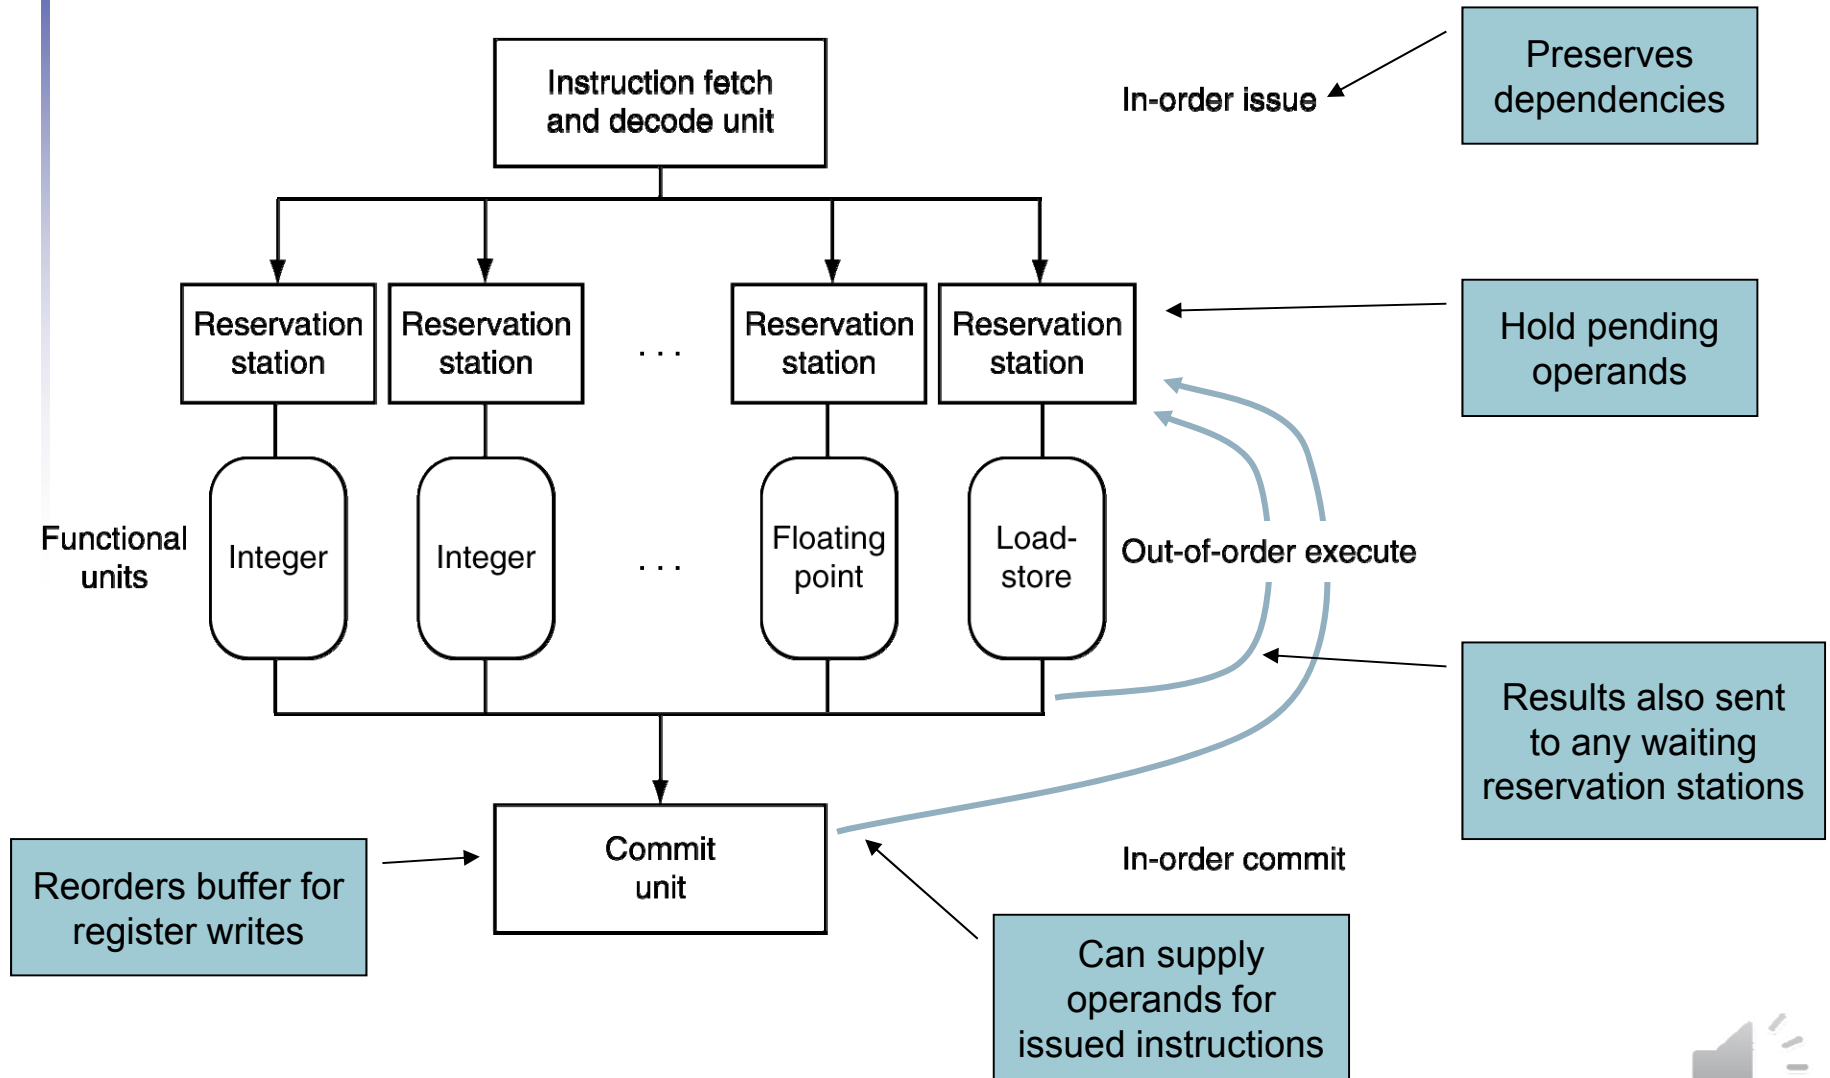 Instruction fetch
and decode unit
In-order issue
Preserves
dependencies
Reservation
station
Reservation
station
. . .
Reservation
station
Reservation
station
Hold pending
operands
Functional
units
Integer
Integer
. . .
Floating
point
Load-
store
Out-of-order execute
Results also sent
to any waiting
reservation stations
Commit
unit
In-order commit
Reorders buffer for
register writes
Can supply
operands for
issued instructions